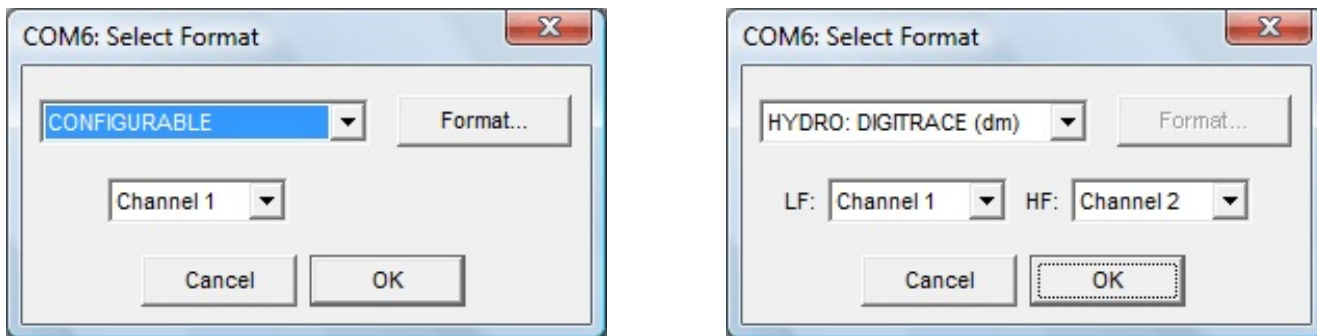 COM6: Select Format
CONFIGURABLE
Format...
Channel 1
Cancel
OK
COM6: Select Format
HYDRO: DIGITRACE (dm)
Format...
LF: Channel 1 HF: Channel 2
Cancel
OK